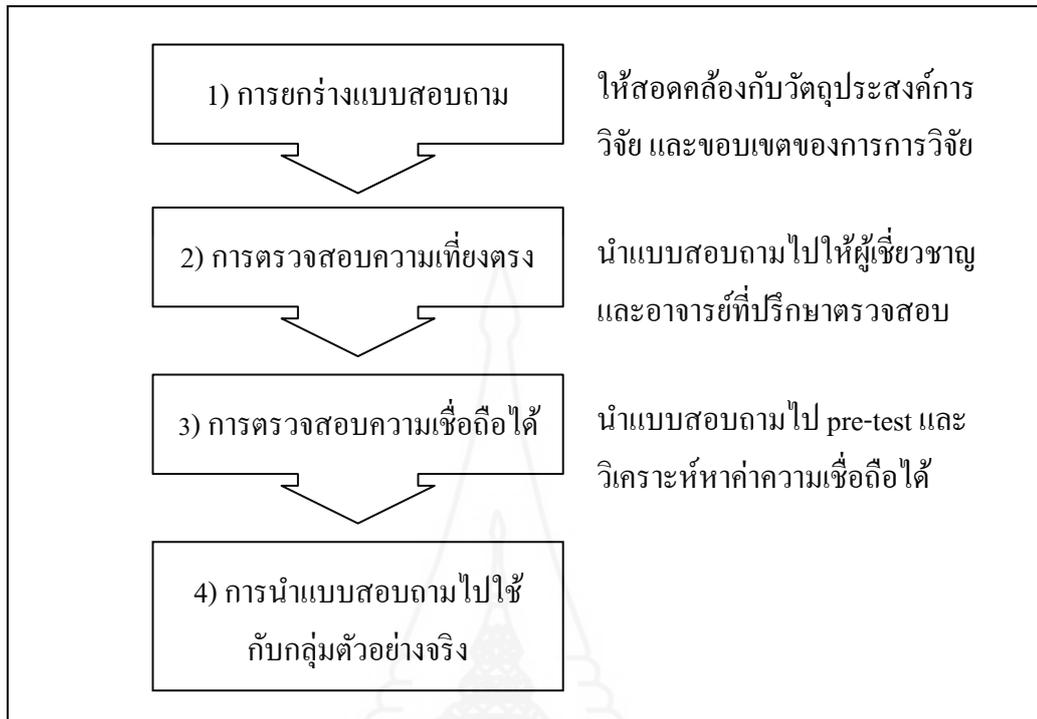 1) การยกร่างแบบสอบถาม
ให้สอดคล้องกับวัตถุประสงค์การ
วิจัย และขอบเขตของการการวิจัย
2) การตรวจสอบความเที่ยงตรง
นำแบบสอบถามไปให้ผู้เชี่ยวชาญ
และอาจารย์ที่ปรึกษาตรวจสอบ
3) การตรวจสอบความเชื่อถือได้
นำแบบสอบถามไป pre-test และ
วิเคราะห์หาค่าความเชื่อถือได้
4) การนำแบบสอบถามไปใช้
กับกลุ่มตัวอย่างจริง